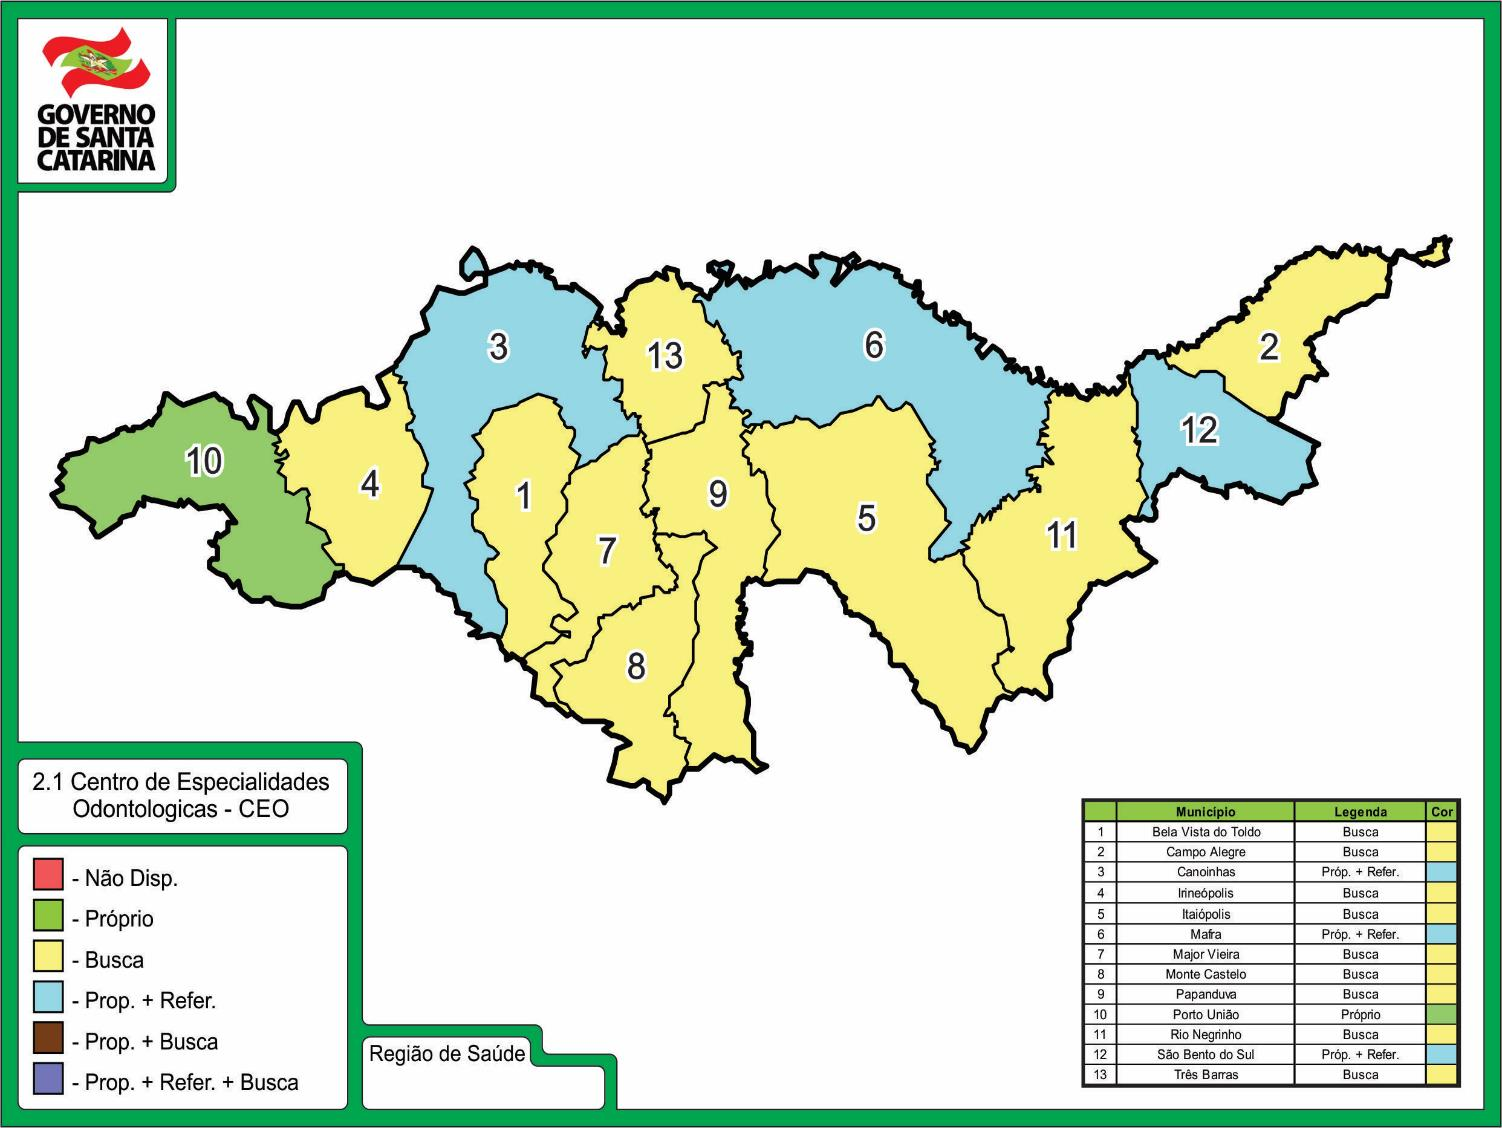 GOVERNO
DE SANTA
CATARINA
2
3
13
6
12
10
4
1
9
5
11
7
8
2.1 Centro de Especialidades
Odontologicas - CEO
- Não Disp.
- Próprio
- Busca
- Prop. + Refer.
- Prop. + Busca
- Prop. + Refer. + Busca
Região de Saúde
Município Legenda Cor
1 Bela Vista do Toldo Busca
2 Campo Alegre Busca
3 Canoinhas Próp. + Refer.
4 Irineópolis Busca
5 Itaiópolis Busca
6 Mafra Próp. + Refer.
7 Major Vieira Busca
8 Monte Castelo Busca
9 Papanduva Busca
10 Porto União Próprio
11 Rio Negrinho Busca
12 São Bento do Sul Próp. + Refer.
13 Três Barras Busca